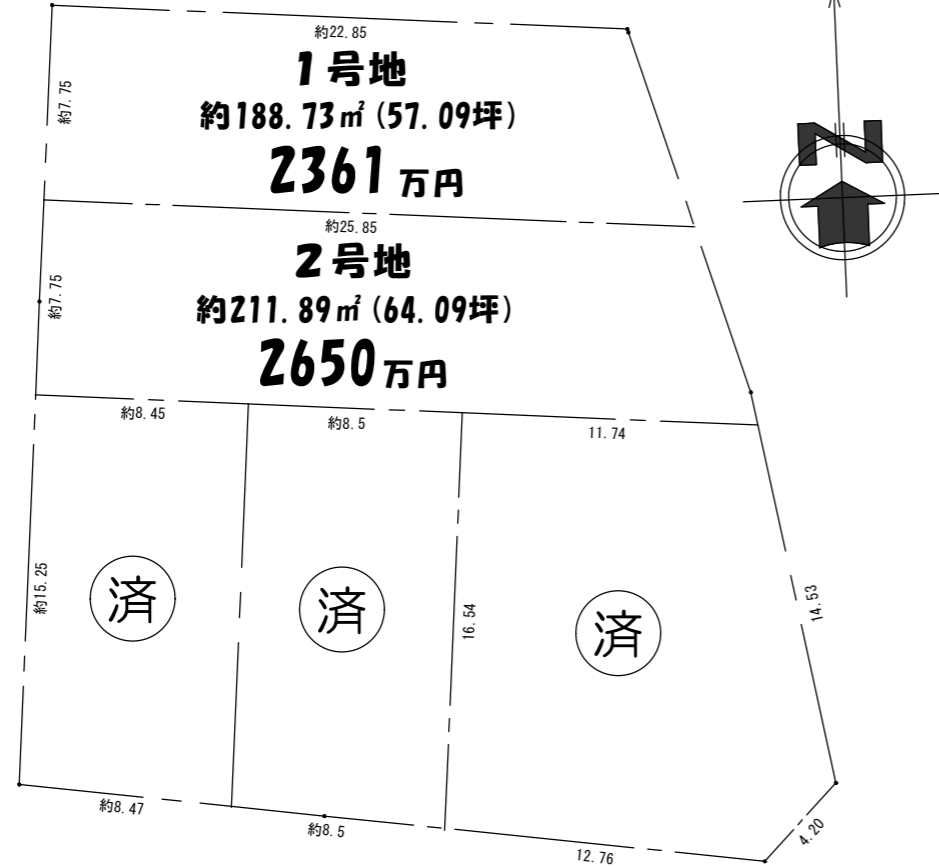 約22.85
約7.75
1号地
約188.73㎡(57.09坪)
2361万円
N
約25.85
約7.75
2号地
約211.89㎡(64.09坪)
2650万円
約8.45
約8.5
11.74
約15.25
済
済
16.54
済
14.53
約8.47
約8.5
12.76
4.20